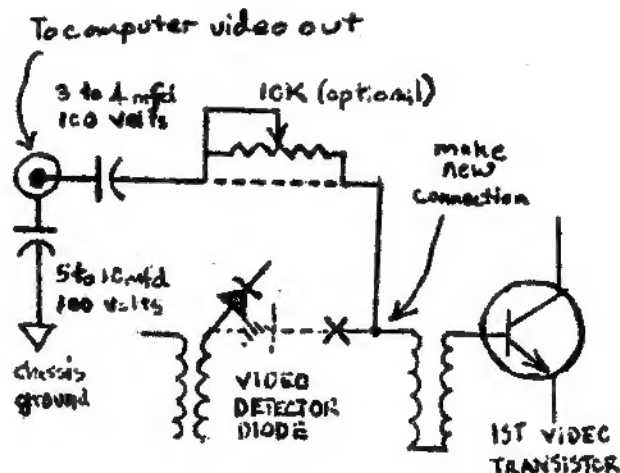 To computer video out
3 to 4 mfd
100 volts
10K (optional)
make
new
connection
5 to 10 mfd
100 volts
chassis
ground
VIDEO
DETECTOR
DIODE
1ST VIDEO
TRANSISTOR